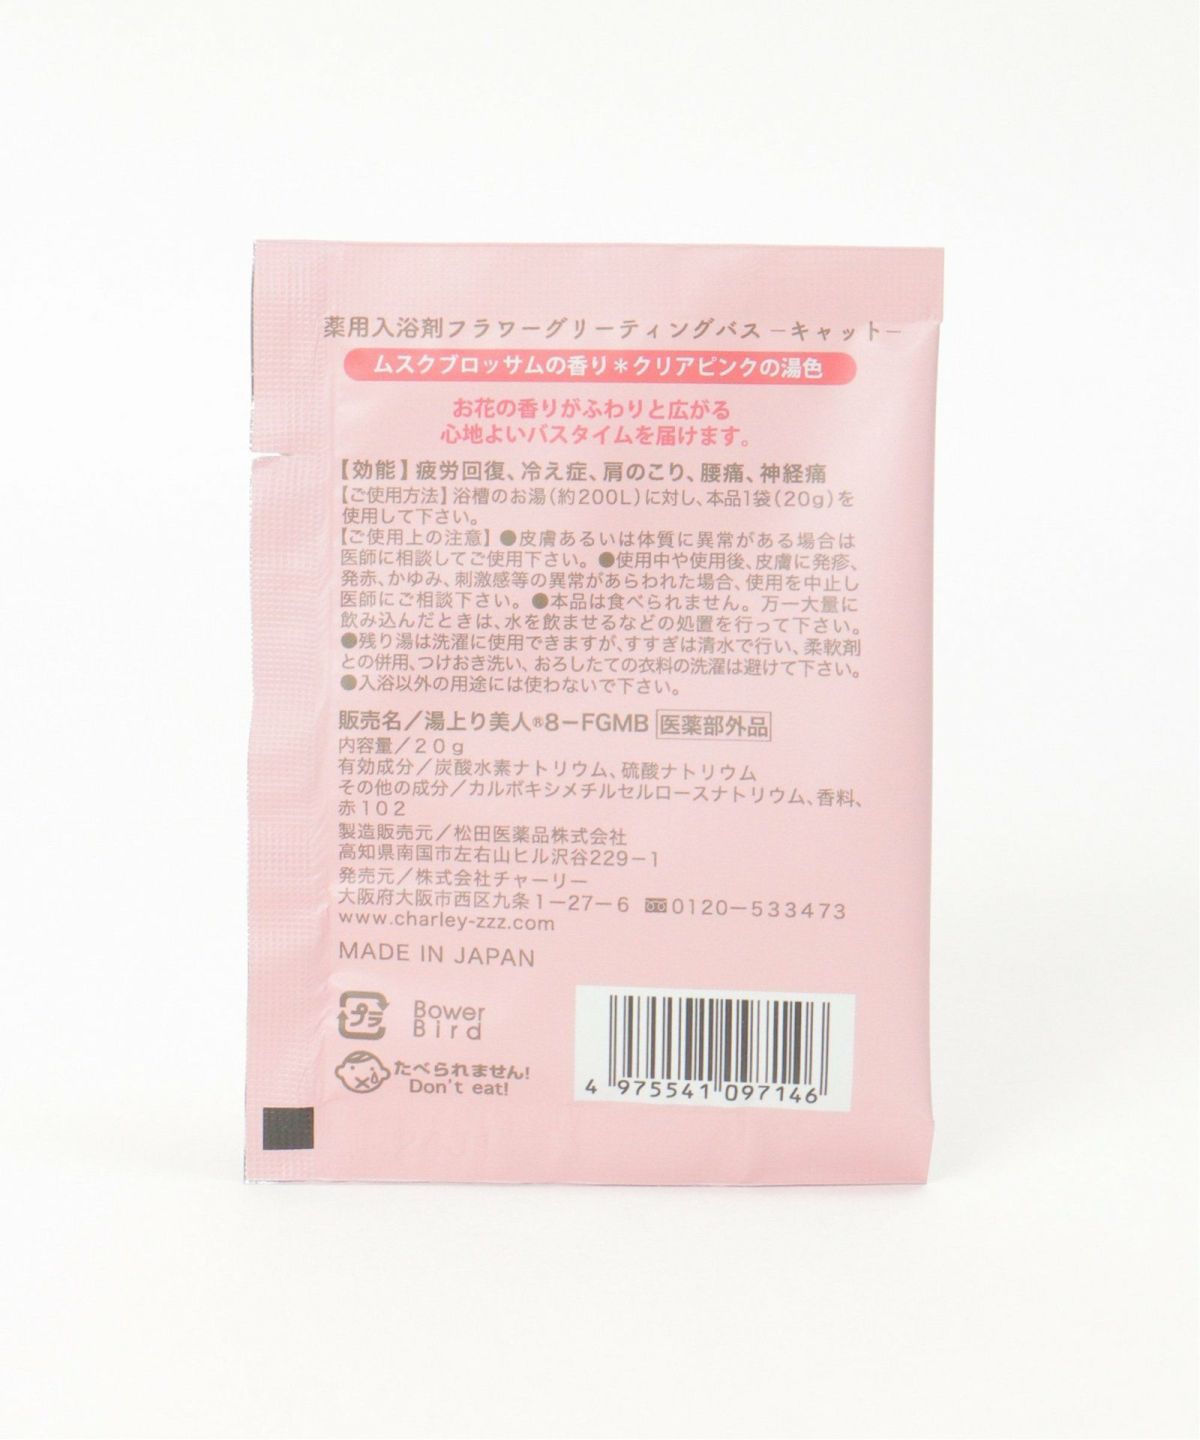 薬用入浴剤フラワーグリーティングバス −キャット−
ムスクブロッサムの香り＊クリアピンクの湯色
お花の香りがふわりと広がる
心地よいバスタイムを届けます。
【効能】疲労回復、冷え症、肩のこり、腰痛、神経痛
【ご使用方法】浴槽のお湯（約200L）に対し、本品1袋（20g）を
使用して下さい。
【ご使用上の注意】●皮膚あるいは体質に異常がある場合は
医師に相談してご使用下さい。●使用中や使用後、皮膚に発疹、
発赤、かゆみ、刺激感等の異常があらわれた場合、使用を中止し
医師にご相談下さい。●本品は食べられません。万一大量に
飲み込んだときは、水を飲ませるなどの処置を行って下さい。
●残り湯は洗濯に使用できますが、すすぎは清水で行い、柔軟剤
との併用、つけおき洗い、おろしたての衣料の洗濯は避けて下さい。
●入浴以外の用途には使わないで下さい。
販売名／湯上り美人®8−FGMB 医薬部外品
内容量／20g
有効成分／炭酸水素ナトリウム、硫酸ナトリウム
その他の成分／カルボキシメチルセルロースナトリウム、香料、
赤102
製造販売元／松田医薬品株式会社
高知県南国市左右山ヒル沢谷229−1
発売元／株式会社チャーリー
大阪府大阪市西区九条1−27−6 0120−533473
www.charley-zzz.com
MADE IN JAPAN
プラ
Bower
Bird
たべられません!
Don't eat!
4 975541 097146